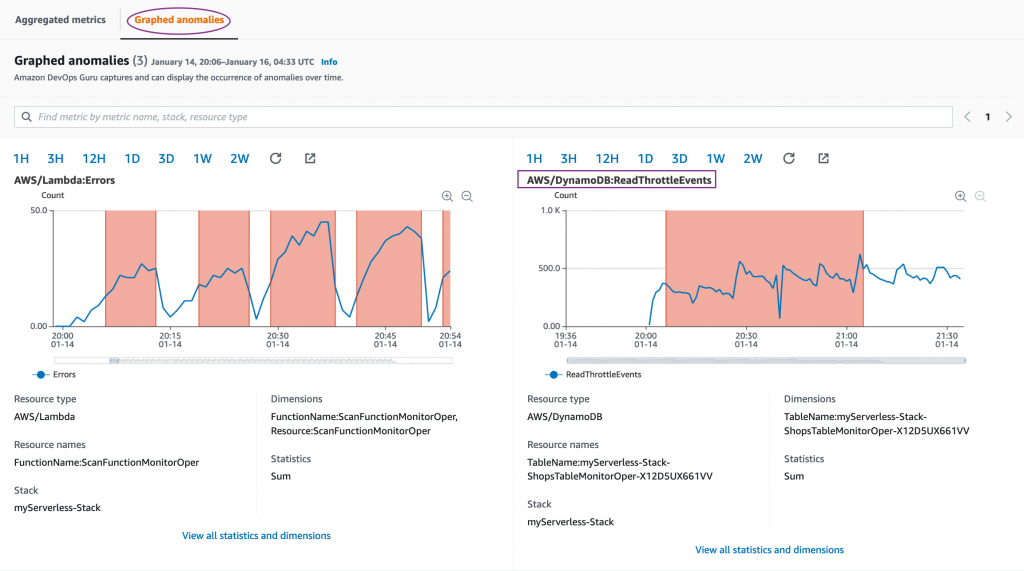 Aggregated metrics
Graphed anomalies
Graphed anomalies (3) January 14, 20:06–January 16, 04:33 UTC Info
Amazon DevOps Guru captures and can display the occurrence of anomalies over time.
Find metric by metric name, stack, resource type
1
1H 3H 12H 1D 3D 1W 2W
AWS/Lambda:Errors
Count
50.0
0.00
20:00 20:15 20:30 20:45 20:54
01-14 01-14 01-14 01-14 01-14
Errors
Resource type
AWS/Lambda
Resource names
FunctionName:ScanFunctionMonitorOper
Stack
myServerless-Stack
Dimensions
FunctionName:ScanFunctionMonitorOper,
Resource:ScanFunctionMonitorOper
Statistics
Sum
View all statistics and dimensions
1H 3H 12H 1D 3D 1W 2W
AWS/DynamoDB:ReadThrottleEvents
Count
1.0 K
500.0
0.00
19:36 20:00 20:30 21:00 21:30
01-14 01-14 01-14 01-14 01-14
ReadThrottleEvents
Resource type
AWS/DynamoDB
Resource names
TableName:myServerless-Stack-
ShopsTableMonitorOper-X12D5UX661VV
Stack
myServerless-Stack
Dimensions
TableName:myServerless-Stack-
ShopsTableMonitorOper-X12D5UX661VV
Statistics
Sum
View all statistics and dimensions